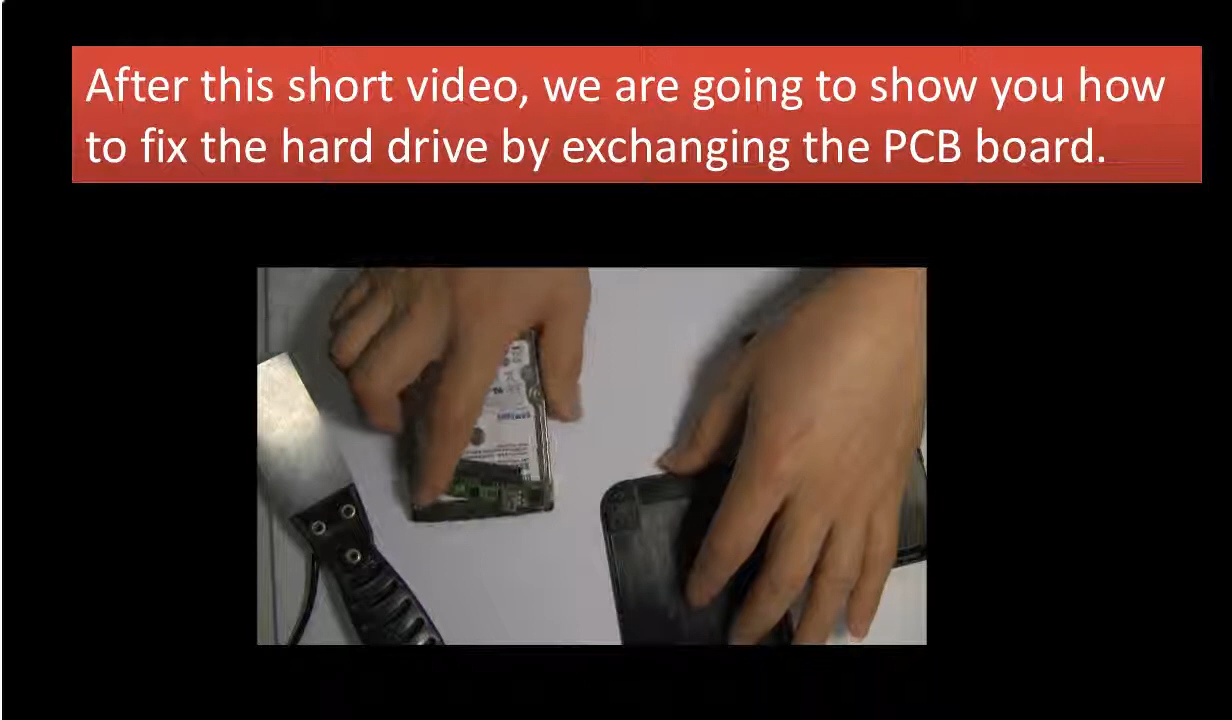 After this short video, we are going to show you how
to fix the hard drive by exchanging the PCB board.